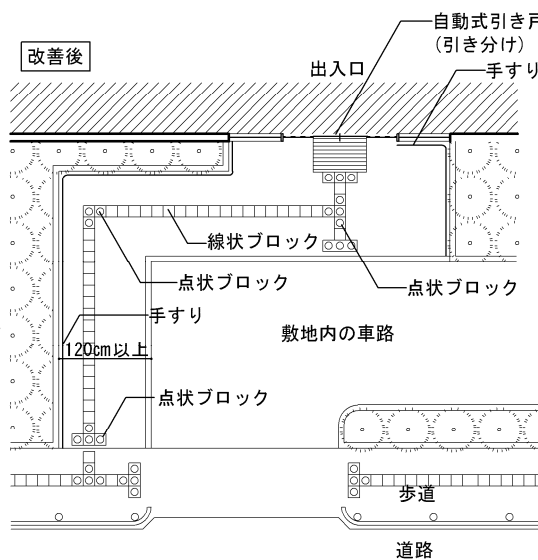 自動式引き戸
(引き分け)
改善後
出入口
手すり
線状ブロック
点状ブロック
点状ブロック
手すり
敷地内の車路
120cm以上
点状ブロック
歩道
道路